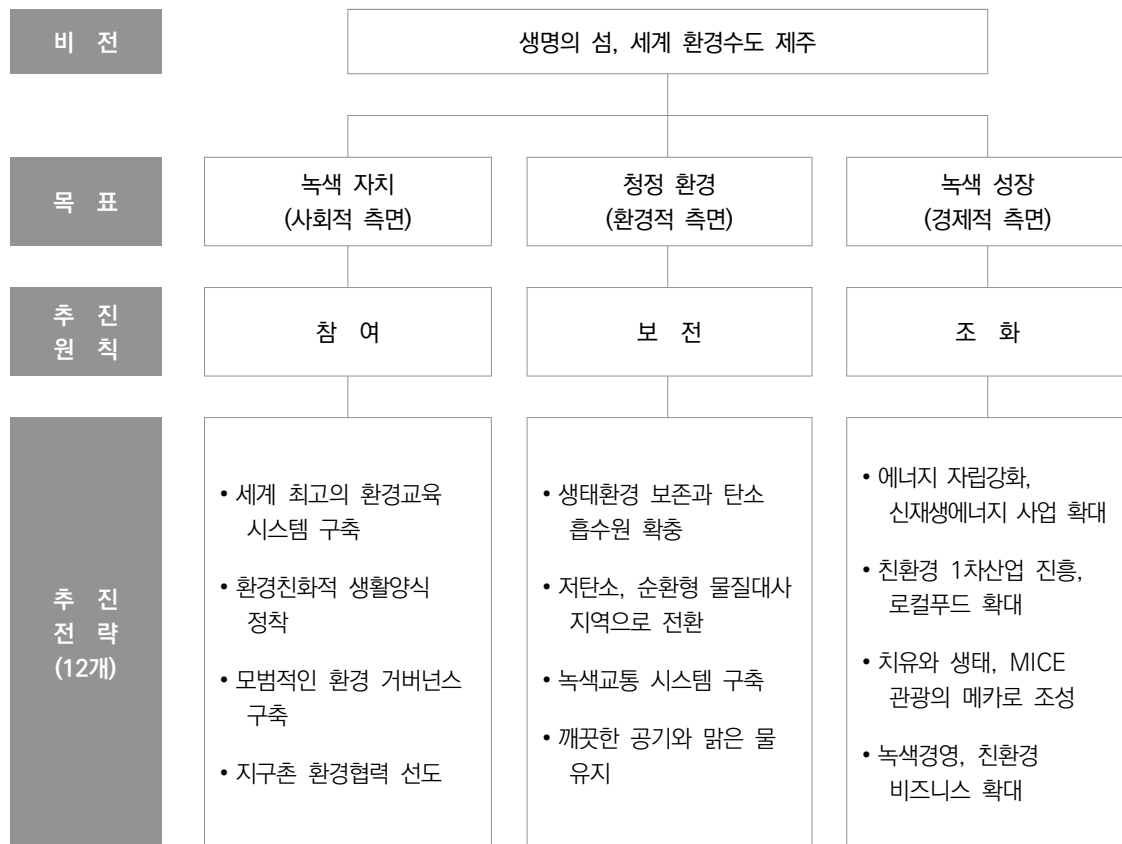 비 전
생명의 섬, 세계 환경수도 제주
목 표
녹색 자치
(사회적 측면)
청정 환경
(환경적 측면)
녹색 성장
(경제적 측면)
추 진
원 칙
참 여
보 전
조 화
추 진
전 략
(12개)
• 세계 최고의 환경교육
시스템 구축
• 환경친화적 생활양식
정착
• 모범적인 환경 거버넌스
구축
• 지구촌 환경협력 선도
• 생태환경 보존과 탄소
흡수원 확충
• 저탄소, 순환형 물질대사
지역으로 전환
• 녹색교통 시스템 구축
• 깨끗한 공기와 맑은 물
유지
• 에너지 자립강화,
신재생에너지 사업 확대
• 친환경 1차산업 진흥,
로컬푸드 확대
• 치유와 생태, MICE
관광의 메카로 조성
• 녹색경영, 친환경
비즈니스 확대